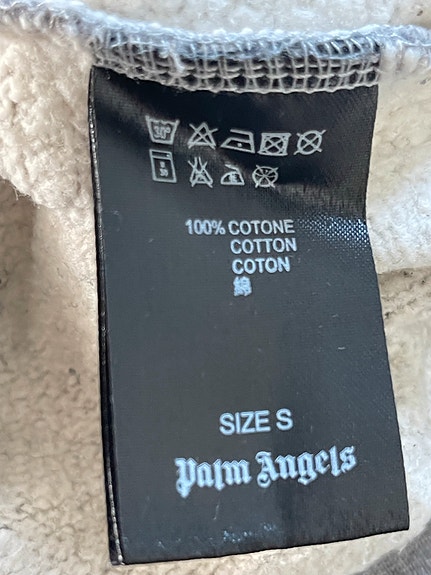 30°
100% COTONE
COTTON
COTON
綿
SIZE S
Palm Angels